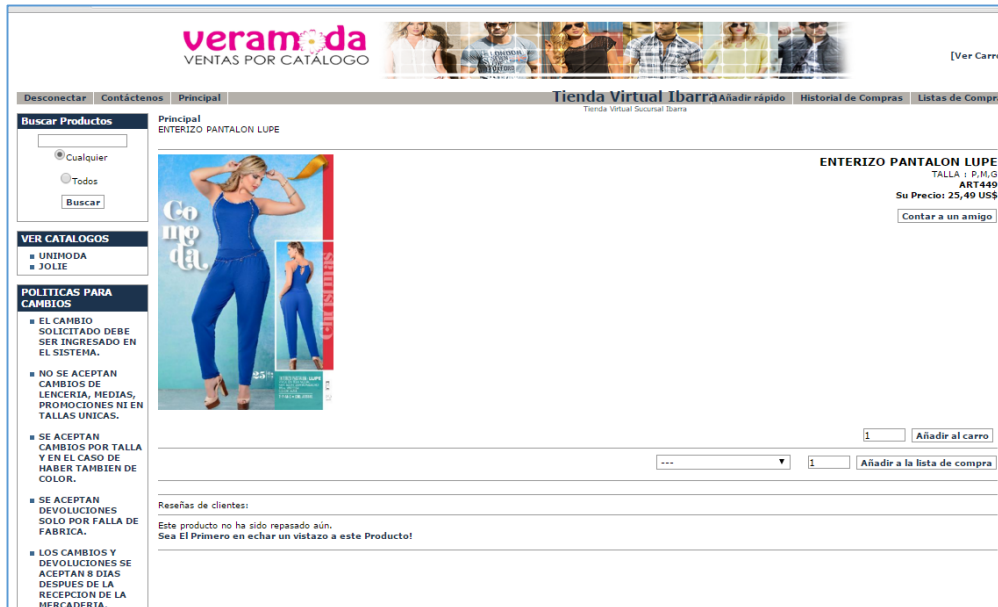 veramoda
VENTAS POR CATÁLOGO
[Ver Carro
Desconectar Contáctenos Principal
Tienda Virtual Ibarra
Tienda Virtual Sucursal Ibarra
Añadir rápido Historial de Compras Listas de Compra
Buscar Productos
Cualquier
Todos
Buscar
VER CATALOGOS
UNIMODA
JOLIE
POLITICAS PARA
CAMBIOS
EL CAMBIO
SOLICITADO DEBE
SER INGRESADO EN
EL SISTEMA.
NO SE ACEPTAN
CAMBIOS DE
LENCERIA, MEDIAS,
PROMOCIONES NI EN
TALLAS UNICAS.
SE ACEPTAN
CAMBIOS POR TALLA
Y EN EL CASO DE
HABER TAMBIEN DE
COLOR.
SE ACEPTAN
DEVOLUCIONES
SOLO POR FALLA DE
FABRICA.
LOS CAMBIOS Y
DEVOLUCIONES SE
ACEPTAN 8 DIAS
DESPUES DE LA
RECEPCION DE LA
MERCADERIA.
Principal
ENTERIZO PANTALON LUPE
Co
mo
da
25
ENTERIZO PANTALON LUPE
TALLA : P,M,G
ART449
Su Precio: 25,49 US$
Contar a un amigo
1 Añadir al carro
--- 1 Añadir a la lista de compra
Reseñas de clientes:
Este producto no ha sido repasado aún.
Sea El Primero en echar un vistazo a este Producto!